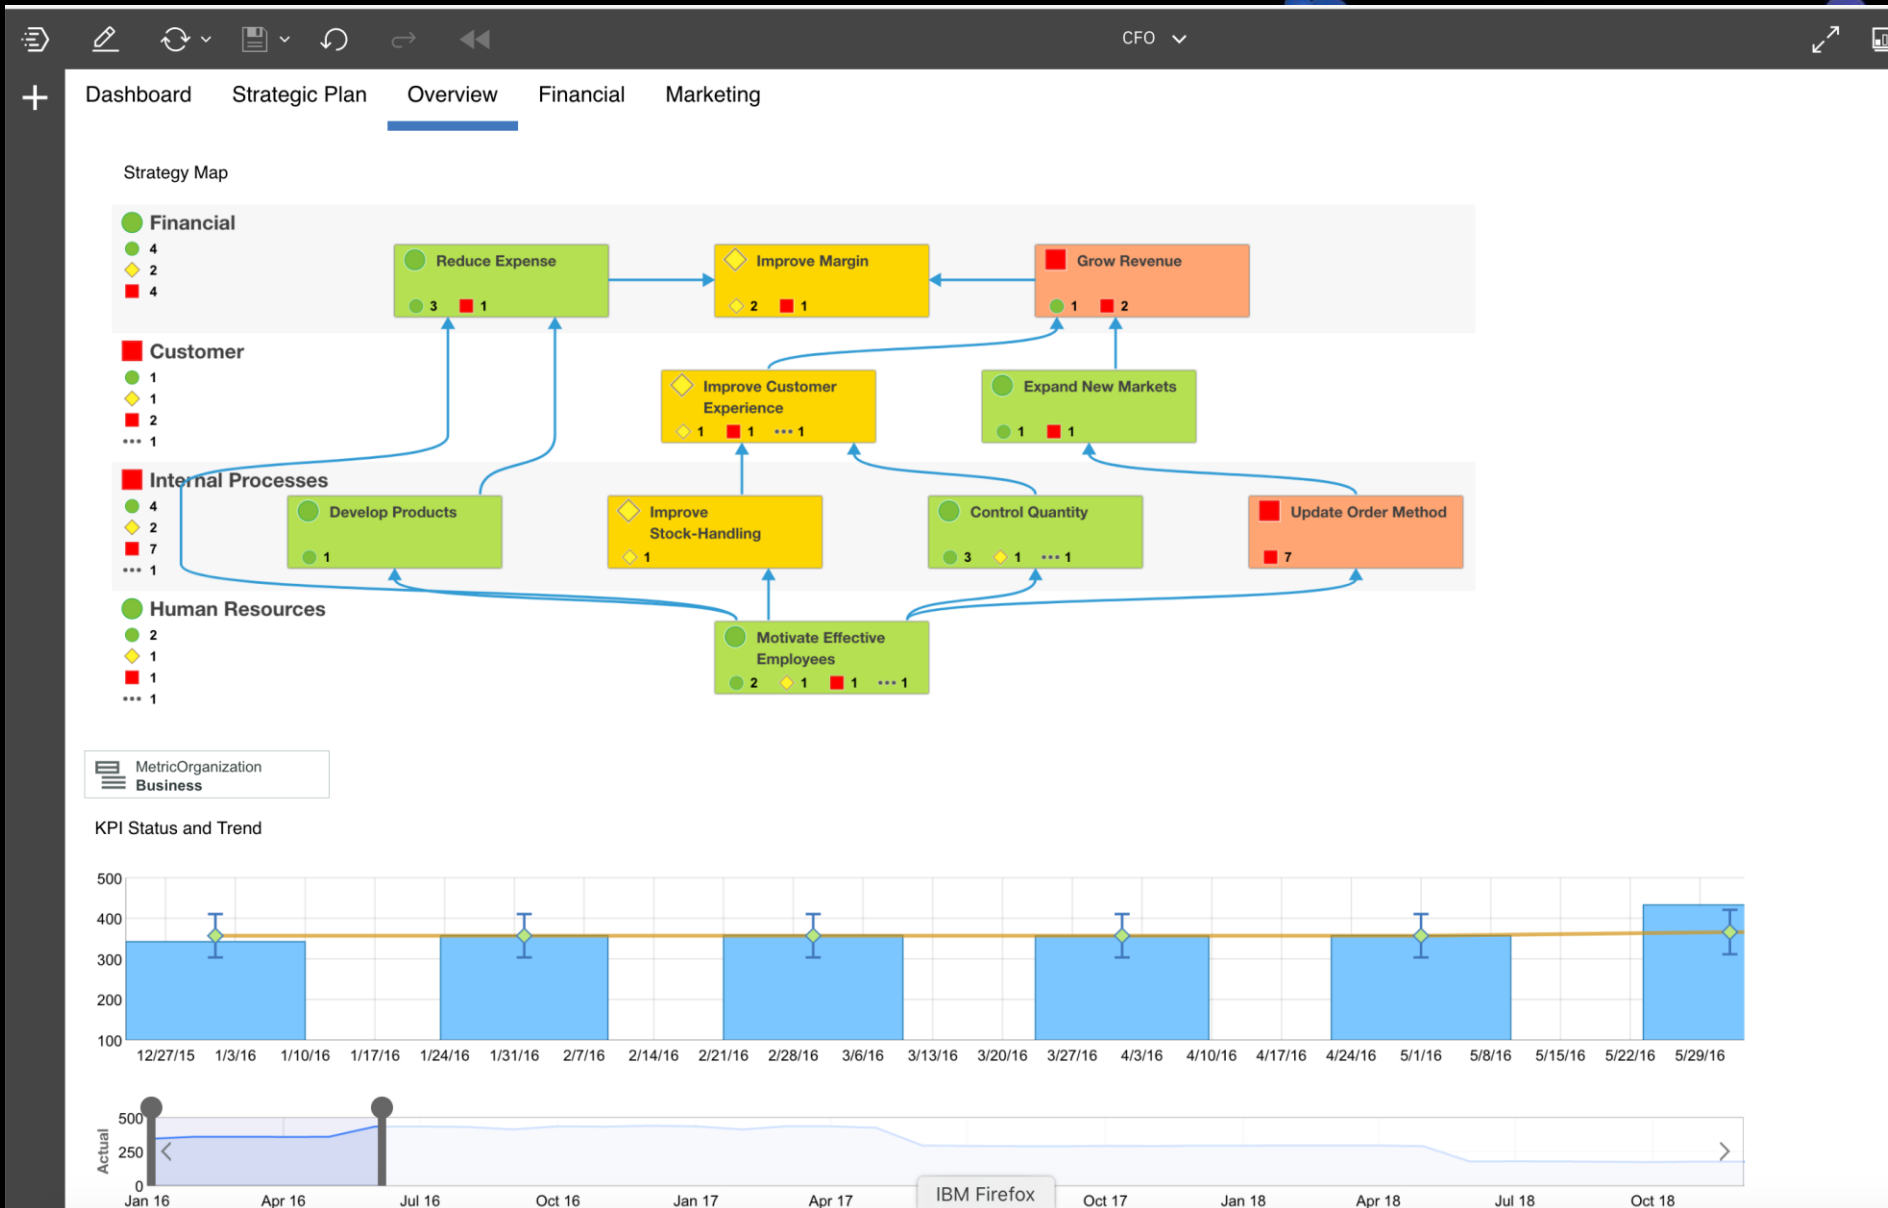 CFO
Dashboard Strategic Plan Overview Financial Marketing
Strategy Map
Financial
4
2
4
Reduce Expense
3 1
Improve Margin
2 1
Grow Revenue
1 2
Customer
1
1
2
1
Improve Customer
Experience
1 1 1
Expand New Markets
1 1
Internal Processes
4
2
7
1
Develop Products
1
Improve
Stock-Handling
1
Control Quantity
3 1 1
Update Order Method
7
Human Resources
2
1
1
1
Motivate Effective
Employees
2 1 1 1
MetricOrganization
Business
KPI Status and Trend
500
400
300
200
100
12/27/15 1/3/16 1/10/16 1/17/16 1/24/16 1/31/16 2/7/16 2/14/16 2/21/16 2/28/16 3/6/16 3/13/16 3/20/16 3/27/16 4/3/16 4/10/16 4/17/16 4/24/16 5/1/16 5/8/16 5/15/16 5/22/16 5/29/16
Actual
500
250
0
Jan 16 Apr 16 Jul 16 Oct 16 Jan 17 Apr 17 Oct 17 Jan 18 Apr 18 Jul 18 Oct 18
IBM Firefox